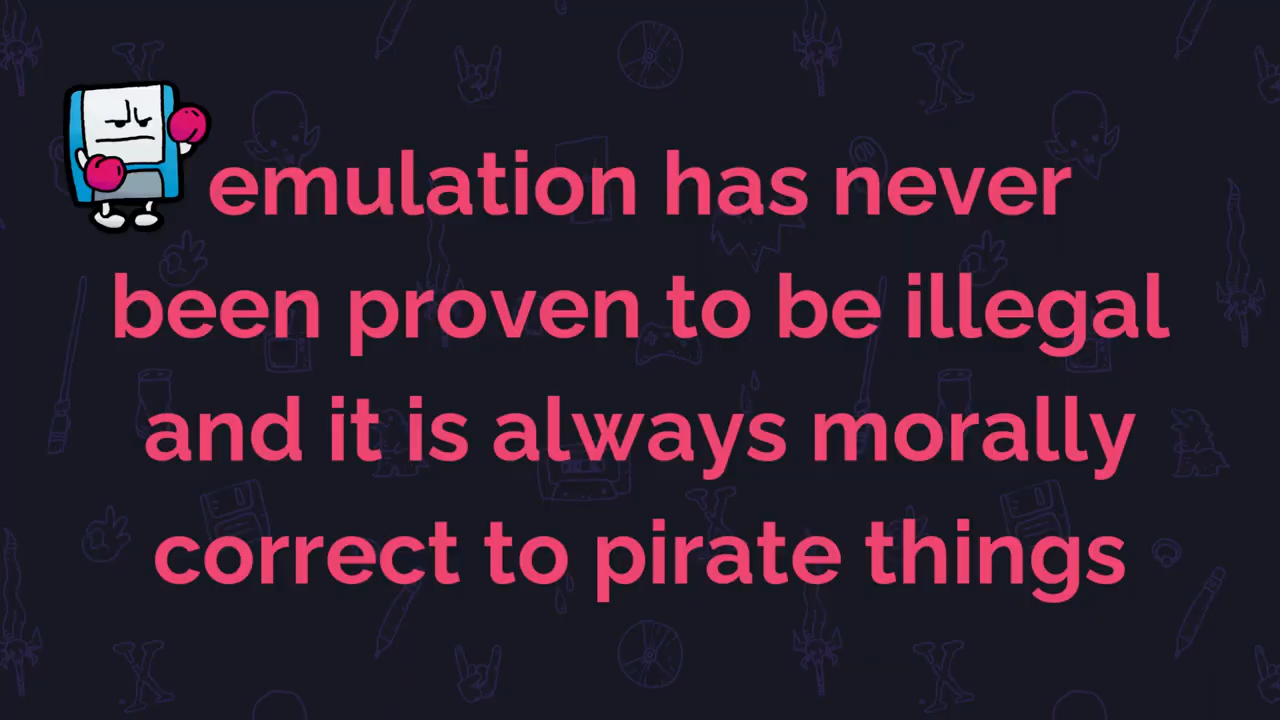 emulation has never
been proven to be illegal
and it is always morally
correct to pirate things